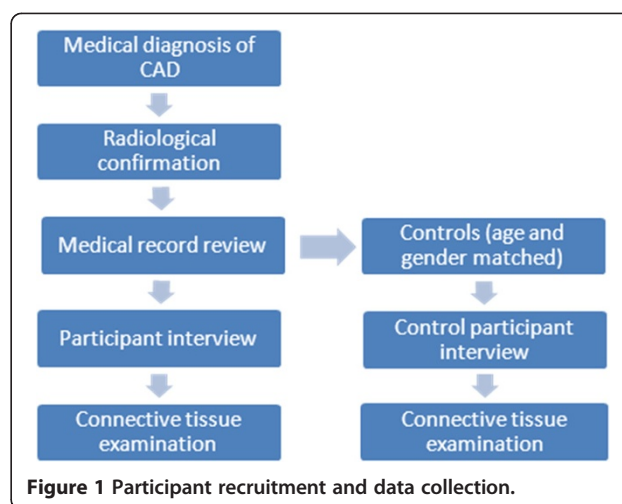 Medical diagnosis of
CAD
Radiological
confirmation
Medical record review
Controls (age and
gender matched)
Participant interview
Control participant
interview
Connective tissue
examination
Connective tissue
examination
Figure 1 Participant recruitment and data collection.